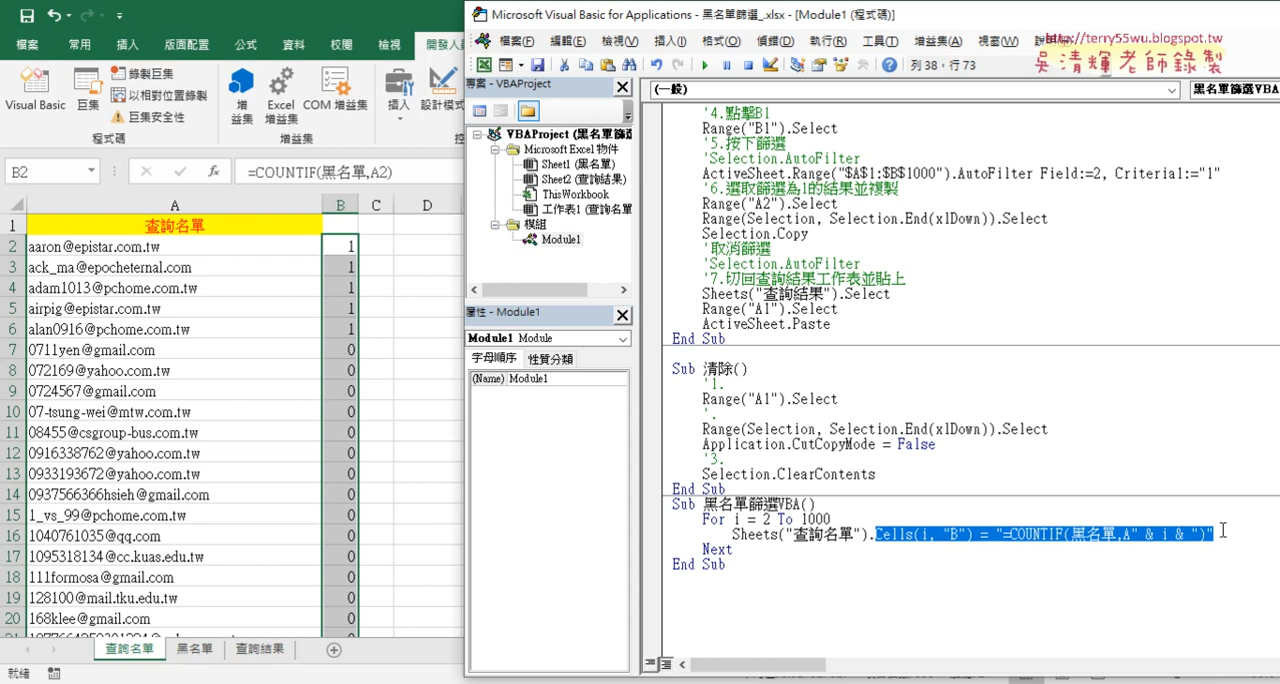 Microsoft Visual Basic for Applications - 黑名單篩選_.xlsx - [Module1 (程式碼)]
檔案 常用 插入 版面配置 公式 資料 校閱 檢視 開發人
檔案(F) 編輯(E) 檢視(V) 插入(I) 格式(O) 偵錯(D) 執行(R) 工具(T) 增益集(A) 視窗(W)
http://terry55wu.blogspot.tw
吳清輝老師錄製
列 38，行 73
Visual Basic 巨集 錄製巨集
以相對位置錄製
巨集安全性
增益集 Excel 增益集 COM 增益集 插入 設計模式
程式碼 增益集
專案 - VBAProject
VBAProject (黑名單篩選
Microsoft Excel 物件
Sheet1 (黑名單)
Sheet2 (查詢結果)
ThisWorkbook
工作表1 (查詢名單
模組
Module1
屬性 - Module1
Module1 Module
字母順序 性質分類
(Name) Module1
(一般) 黑名單篩選VBA
'4.點擊B1
Range("B1").Select
'5.按下篩選
'Selection.AutoFilter
ActiveSheet.Range("$A$1:$B$1000").AutoFilter Field:=2, Criteria1:="1"
'6.選取篩選為1的結果並複製
Range("A2").Select
Range(Selection, Selection.End(xlDown)).Select
Selection.Copy
'取消篩選
'Selection.AutoFilter
'7.切回查詢結果工作表並貼上
Sheets("查詢結果").Select
Range("A1").Select
ActiveSheet.Paste
End Sub
Sub 清除()
'1.
Range("A1").Select
'.
Range(Selection, Selection.End(xlDown)).Select
Application.CutCopyMode = False
'3.
Selection.ClearContents
End Sub
Sub 黑名單篩選VBA()
For i = 2 To 1000
Sheets("查詢名單").Cells(i, "B") = "=COUNTIF(黑名單,A" & i & ")"
Next
End Sub
B2 fx =COUNTIF(黑名單,A2)
A B C D
1 查詢名單
2 aaron@epistar.com.tw 1
3 ack_ma@epocheternal.com 1
4 adan1013@pchome.com.tw 1
5 airpig@epistar.com.tw 1
6 alan0916@pchome.com.tw 1
7 0711yen@gmail.com 0
8 072169@yahoo.com.tw 0
9 0724567@gmail.com 0
10 07-tsung-wei@mtw.com.tw 0
11 08455@csgroup-bus.com.tw 0
12 0916338762@yahoo.com.tw 0
13 0933193672@yahoo.com.tw 0
14 0937566366hsieh@gmail.com 0
15 1_vs_99@pchome.com.tw 0
16 1040761035@qq.com 0
17 1095318134@cc.kuas.edu.tw 0
18 111formosa@gmail.com 0
19 128100@mail.tku.edu.tw 0
20 168klee@gmail.com 0
查詢名單 黑名單 查詢結果
就緒